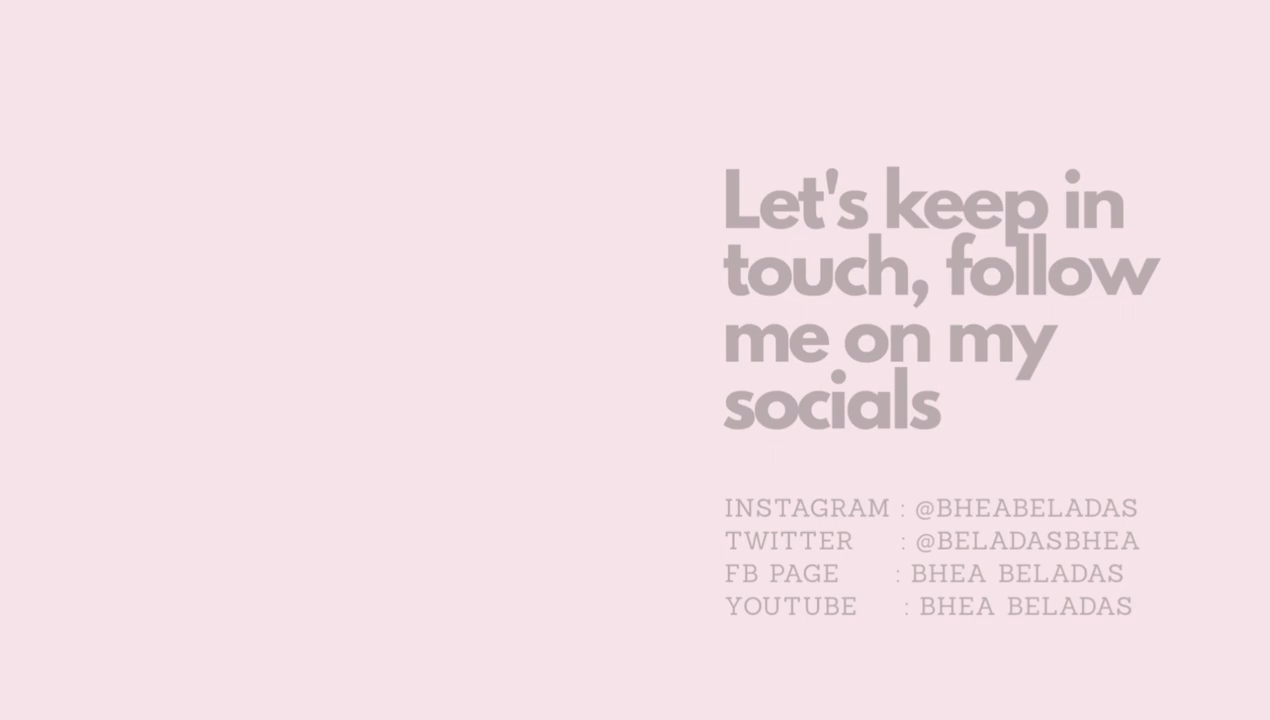 Let's keep in
touch, follow
me on my
socials
INSTAGRAM : @BHEABELADAS
TWITTER : @BELADASBHEA
FB PAGE : BHEA BELADAS
YOUTUBE : BHEA BELADAS